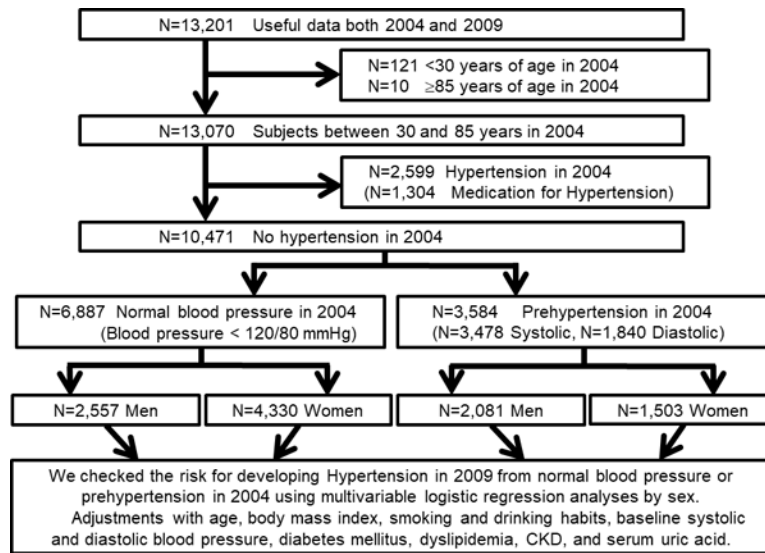 N=13,201 Useful data both 2004 and 2009
N=121 <30 years of age in 2004
N=10 ≥85 years of age in 2004
N=13,070 Subjects between 30 and 85 years in 2004
N=2,599 Hypertension in 2004
(N=1,304 Medication for Hypertension)
N=10,471 No hypertension in 2004
N=6,887 Normal blood pressure in 2004
(Blood pressure < 120/80 mmHg)
N=3,584 Prehypertension in 2004
(N=3,478 Systolic, N=1,840 Diastolic)
N=2,557 Men
N=4,330 Women
N=2,081 Men
N=1,503 Women
We checked the risk for developing Hypertension in 2009 from normal blood pressure or
prehypertension in 2004 using multivariable logistic regression analyses by sex.
Adjustments with age, body mass index, smoking and drinking habits, baseline systolic
and diastolic blood pressure, diabetes mellitus, dyslipidemia, CKD, and serum uric acid.